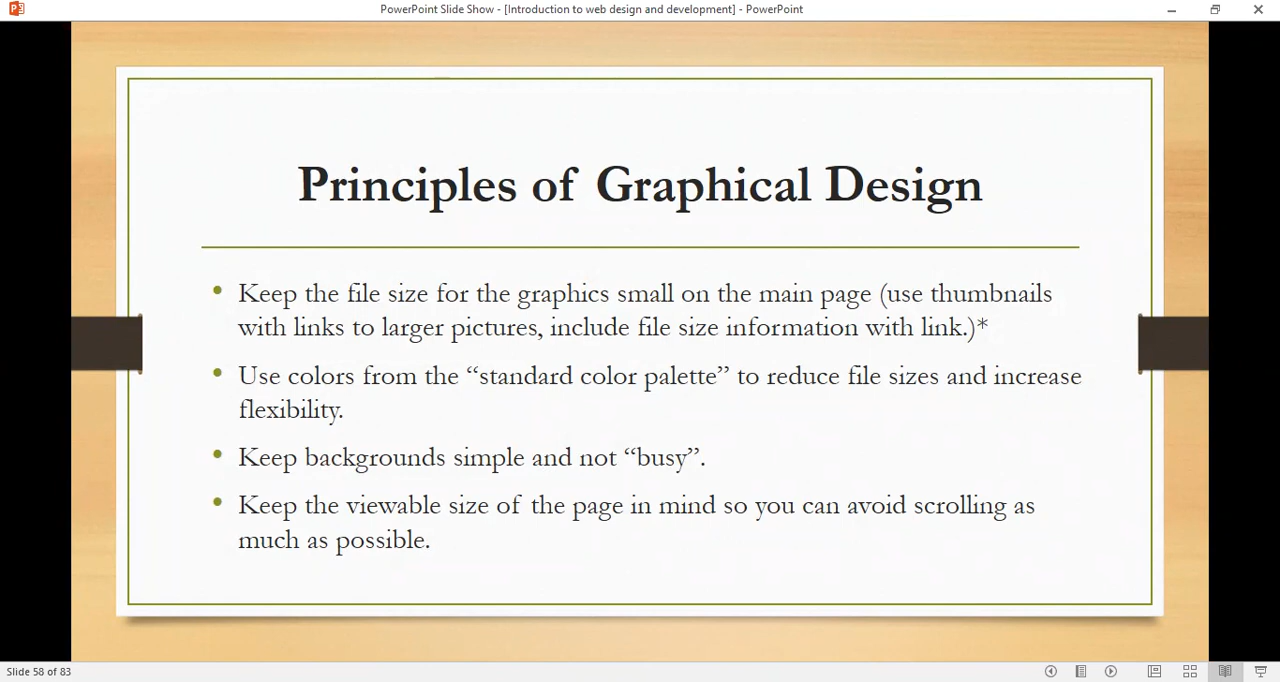 PowerPoint Slide Show - [Introduction to web design and development] - PowerPoint
Principles of Graphical Design
• Keep the file size for the graphics small on the main page (use thumbnails
with links to larger pictures, include file size information with link.)*
• Use colors from the “standard color palette” to reduce file sizes and increase
flexibility.
• Keep backgrounds simple and not “busy”.
• Keep the viewable size of the page in mind so you can avoid scrolling as
much as possible.
Slide 58 of 83